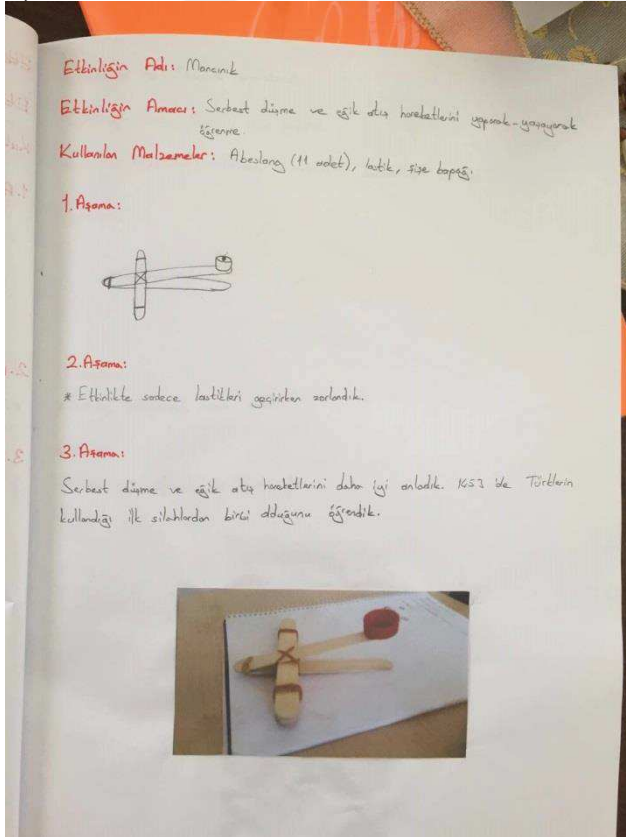 Etkinliğin Adı: Mancınık
Etkinliğin Amacı: Serbest düşme ve eğik atış hareketlerini yaparak-yaşayarak
öğrenme.
Kullanılan Malzemeler: Abeslang (11 adet), lastik, şişe kapağı.
1. Aşama:
2. Aşama:
* Etkinlikte sadece lastikleri geçirirken zorlandık.
3. Aşama:
Serbest düşme ve eğik atış hareketlerini daha iyi anladık. 1453 'de Türklerin
kullandığı ilk silahlardan birisi olduğunu öğrendik.